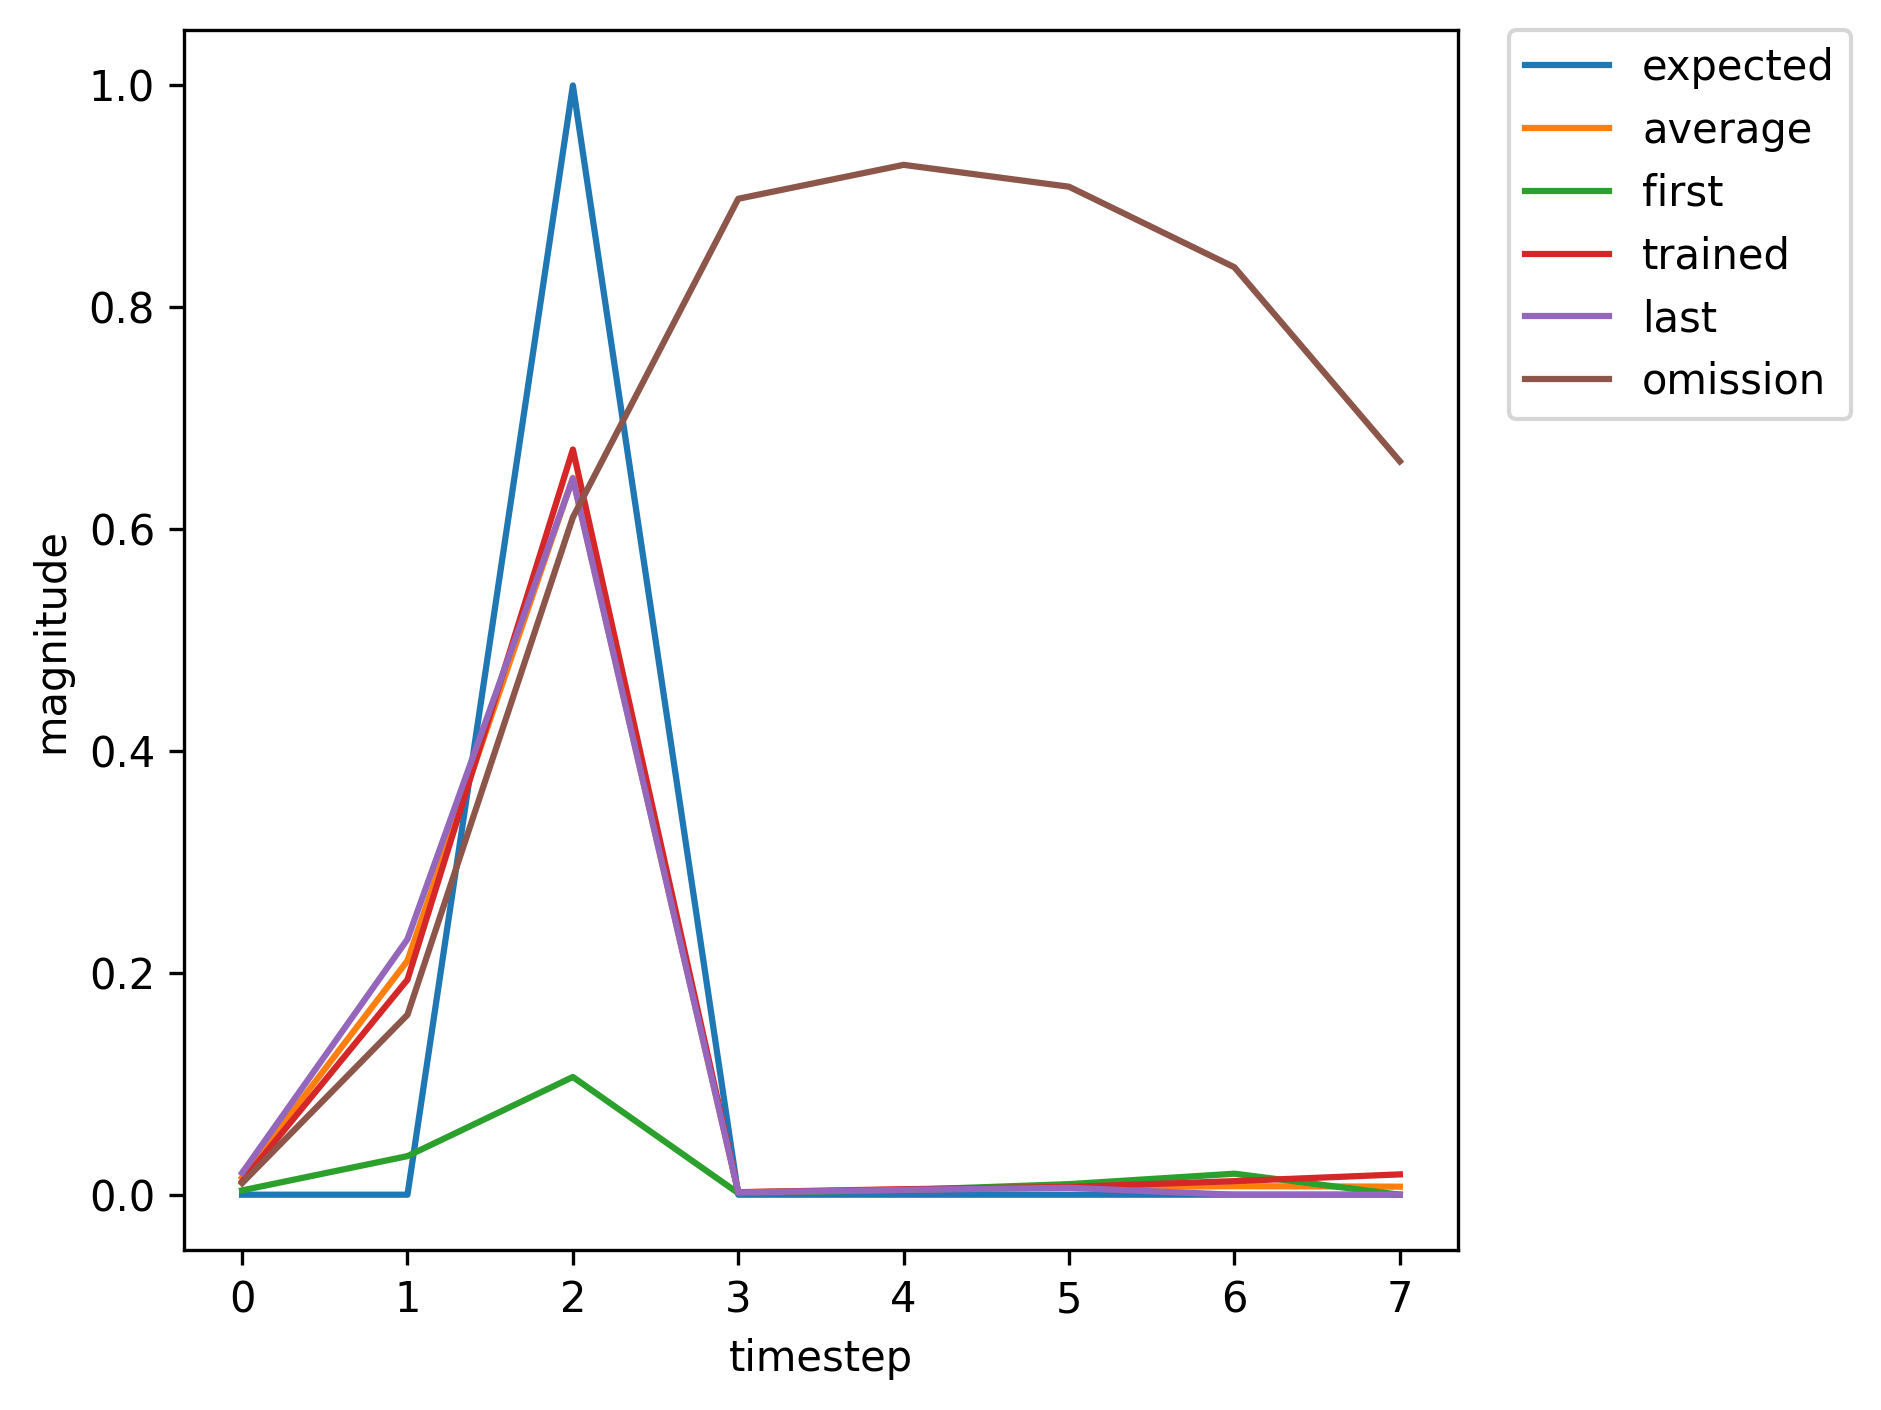 1.0
0.8
0.6
0.4
0.2
0.0
magnitude
0 1 2 3 4 5 6 7
timestep
expected
average
first
trained
last
omission